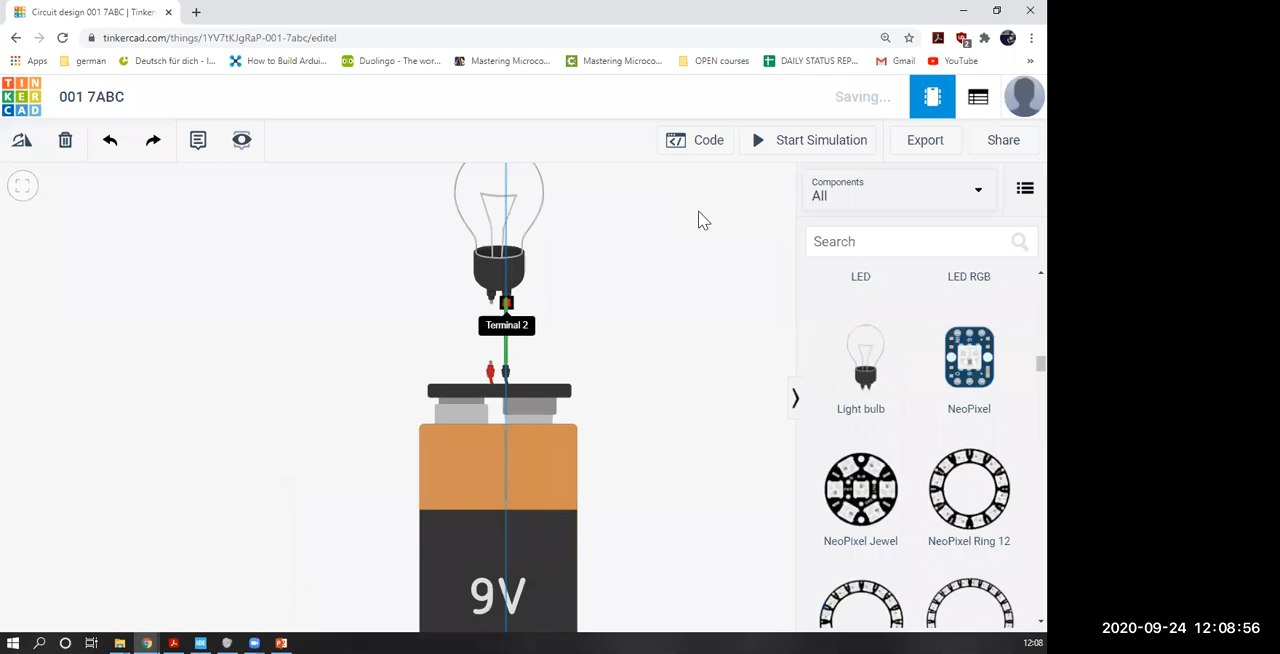 Circuit design 001 7ABC | Tinker
tinkercad.com/things/1YV7tKJgRaP-001-7abc/editel
Apps
german
Deutsch für dich - I...
How to Build Ardui...
Duolingo - The wor...
Mastering Microco...
Mastering Microco...
OPEN courses
DAILY STATUS REP...
Gmail
YouTube
»
TIN
KER
CAD
001 7ABC
Saving...
Code
Start Simulation
Export
Share
Components
All
Search
LED
LED RGB
Terminal 2
Light bulb
NeoPixel
NeoPixel Jewel
NeoPixel Ring 12
9V
12:08
2020-09-24 12:08:56